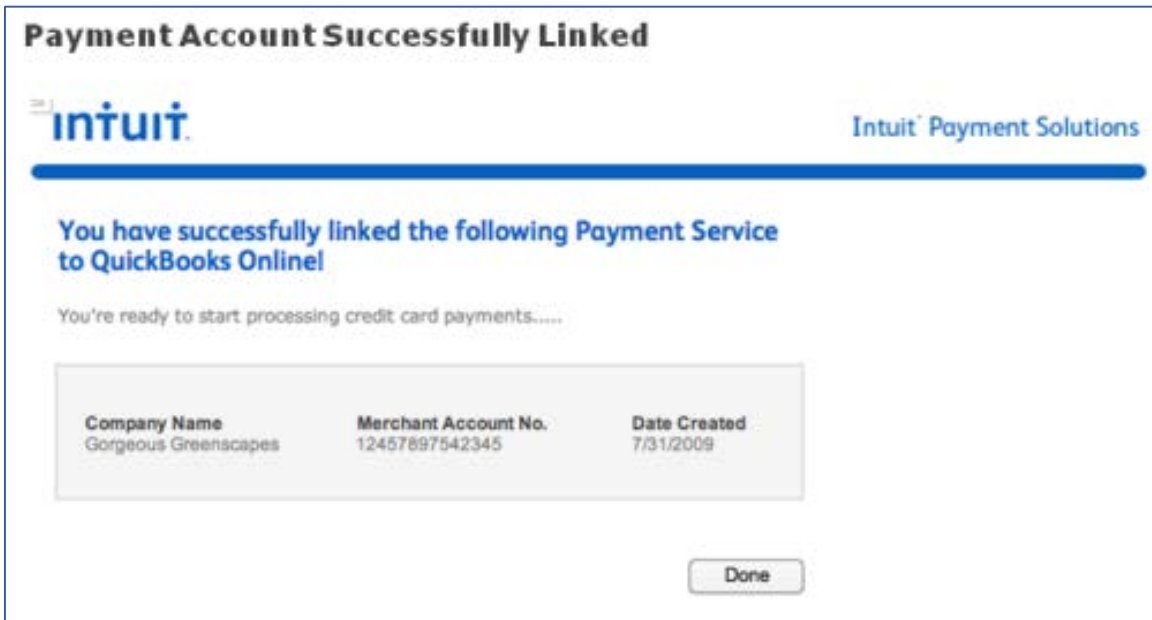 Payment Account Successfully Linked
intuit.
Intuit Payment Solutions
You have successfully linked the following Payment Service
to QuickBooks Online!
You're ready to start processing credit card payments.....
Company Name Merchant Account No. Date Created
Gorgeous Greenscapes 12457897542345 7/31/2009
Done